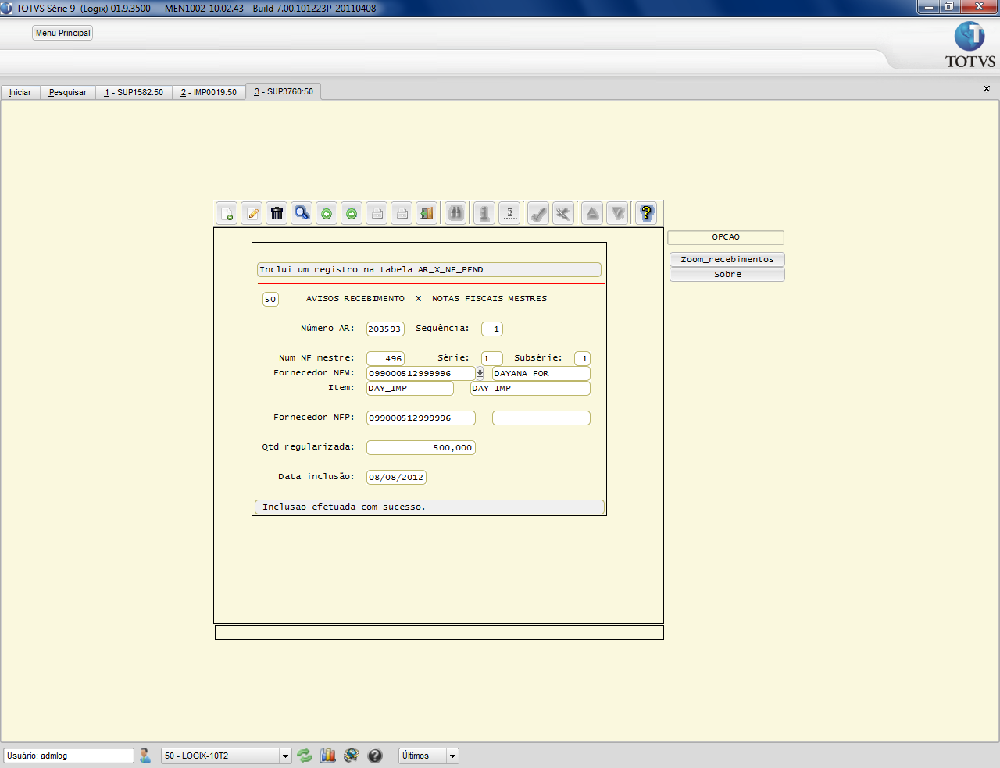 TOTVS Série 9 (Logix) 01.9.3500 - MEN1002-10.02.43 - Build 7.00.101223P-20110408
Menu Principal
TOTVS
Iniciar Pesquisar 1 - SUP1582:50 2 - IMP0019:50 3 - SUP3760:50
OPCAO
Zoom_recebimentos
Sobre
Inclui um registro na tabela AR_X_NF_PEND
50 AVISOS RECEBIMENTO X NOTAS FISCAIS MESTRES
Número AR: 203593 Sequência: 1
Num NF mestre: 496 Série: 1 Subsérie: 1
Fornecedor NFM: 099000512999996 DAYANA FOR
Item: DAY_IMP DAY IMP
Fornecedor NFP: 099000512999996
Qtd regularizada: 500,000
Data inclusão: 08/08/2012
Inclusao efetuada com sucesso.
Usuário: admlog 50 - LOGIX-10T2 Últimos